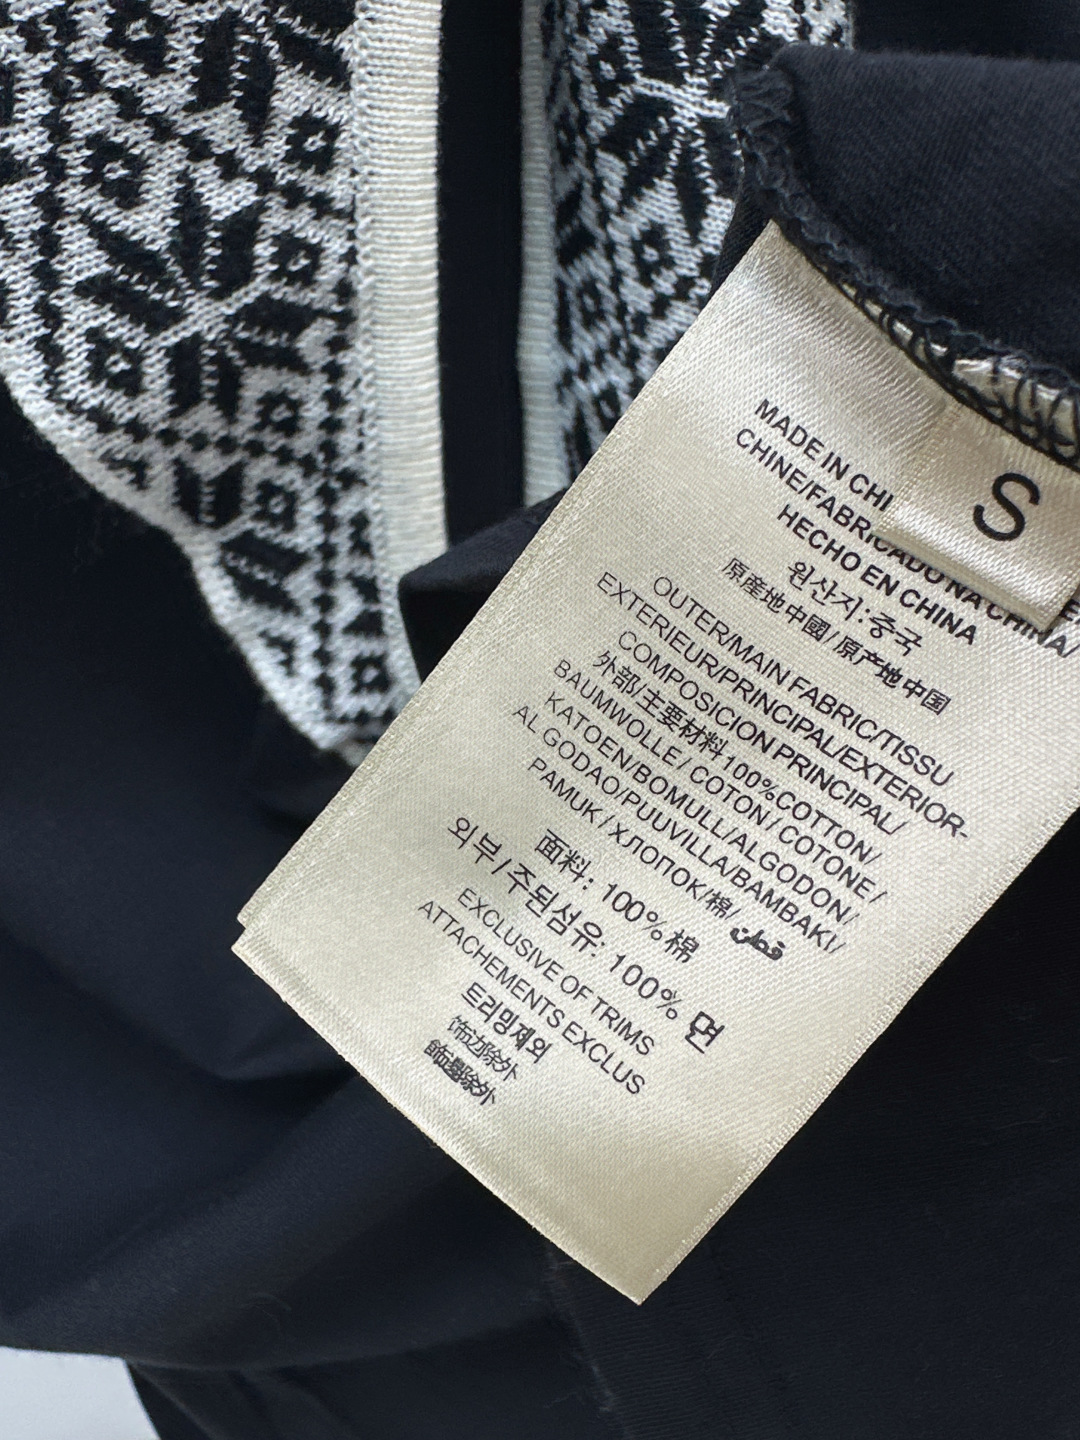 S
MADE IN CHI
CHINE/FABRICADO NA CHINA/
HECHO EN CHINA
원산지:중국
原產地中國/原产地中国
OUTER/MAIN FABRIC/TISSU
EXTERIEUR/PRINCIPAL/EXTERIOR-
COMPOSICION PRINCIPAL/
外部/主要材料100%COTTON/
BAUMWOLLE/COTON/COTONE/
KATOEN/BOMULL/ALGODON/
AL GODAO/PUUVILLA/BAMBAKI/
PAMUK/ХЛОПОК/棉/قطن
面料: 100%棉
외부/주된섬유: 100% 면
EXCLUSIVE OF TRIMS
ATTACHEMENTS EXCLUS
트리밍제외
饰边除外